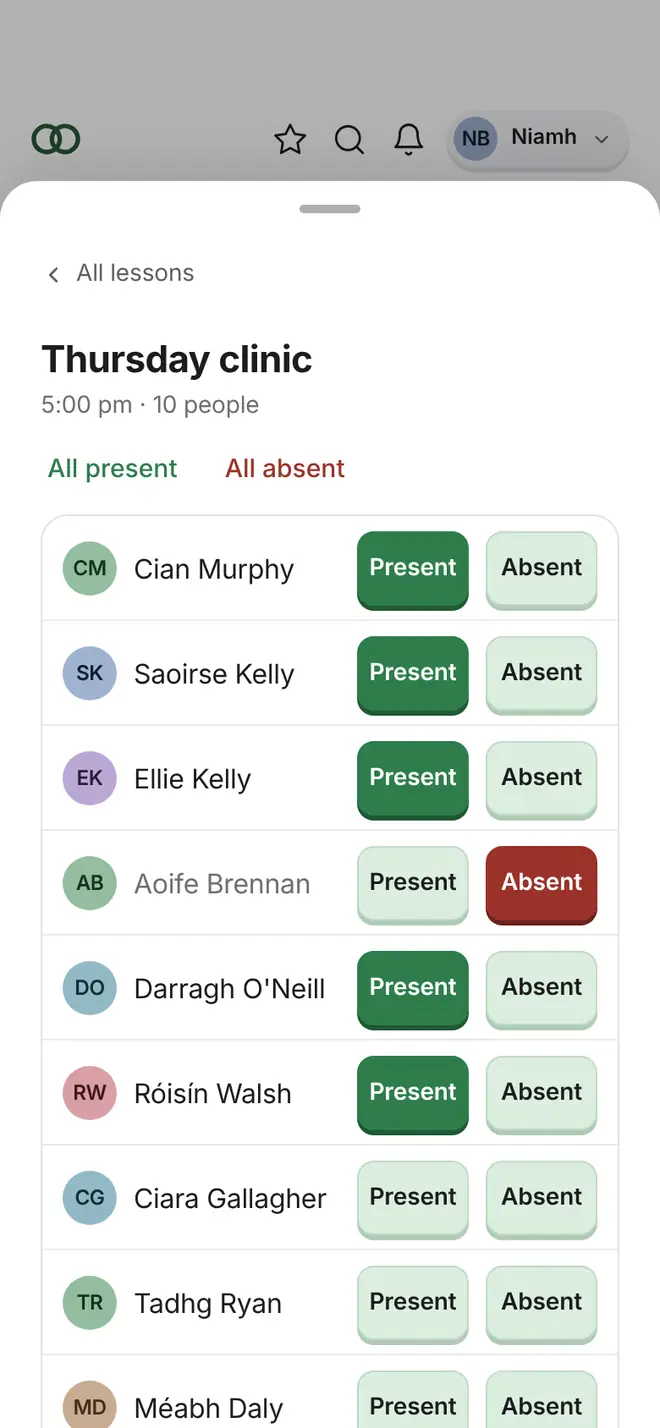 NB Niamh
All lessons
Thursday clinic
5:00 pm · 10 people
All present All absent
CM Cian Murphy Present Absent
SK Saoirse Kelly Present Absent
EK Ellie Kelly Present Absent
AB Aoife Brennan Present Absent
DO Darragh O'Neill Present Absent
RW Róisín Walsh Present Absent
CG Ciara Gallagher Present Absent
TR Tadhg Ryan Present Absent
MD Méabh Daly Present Absent